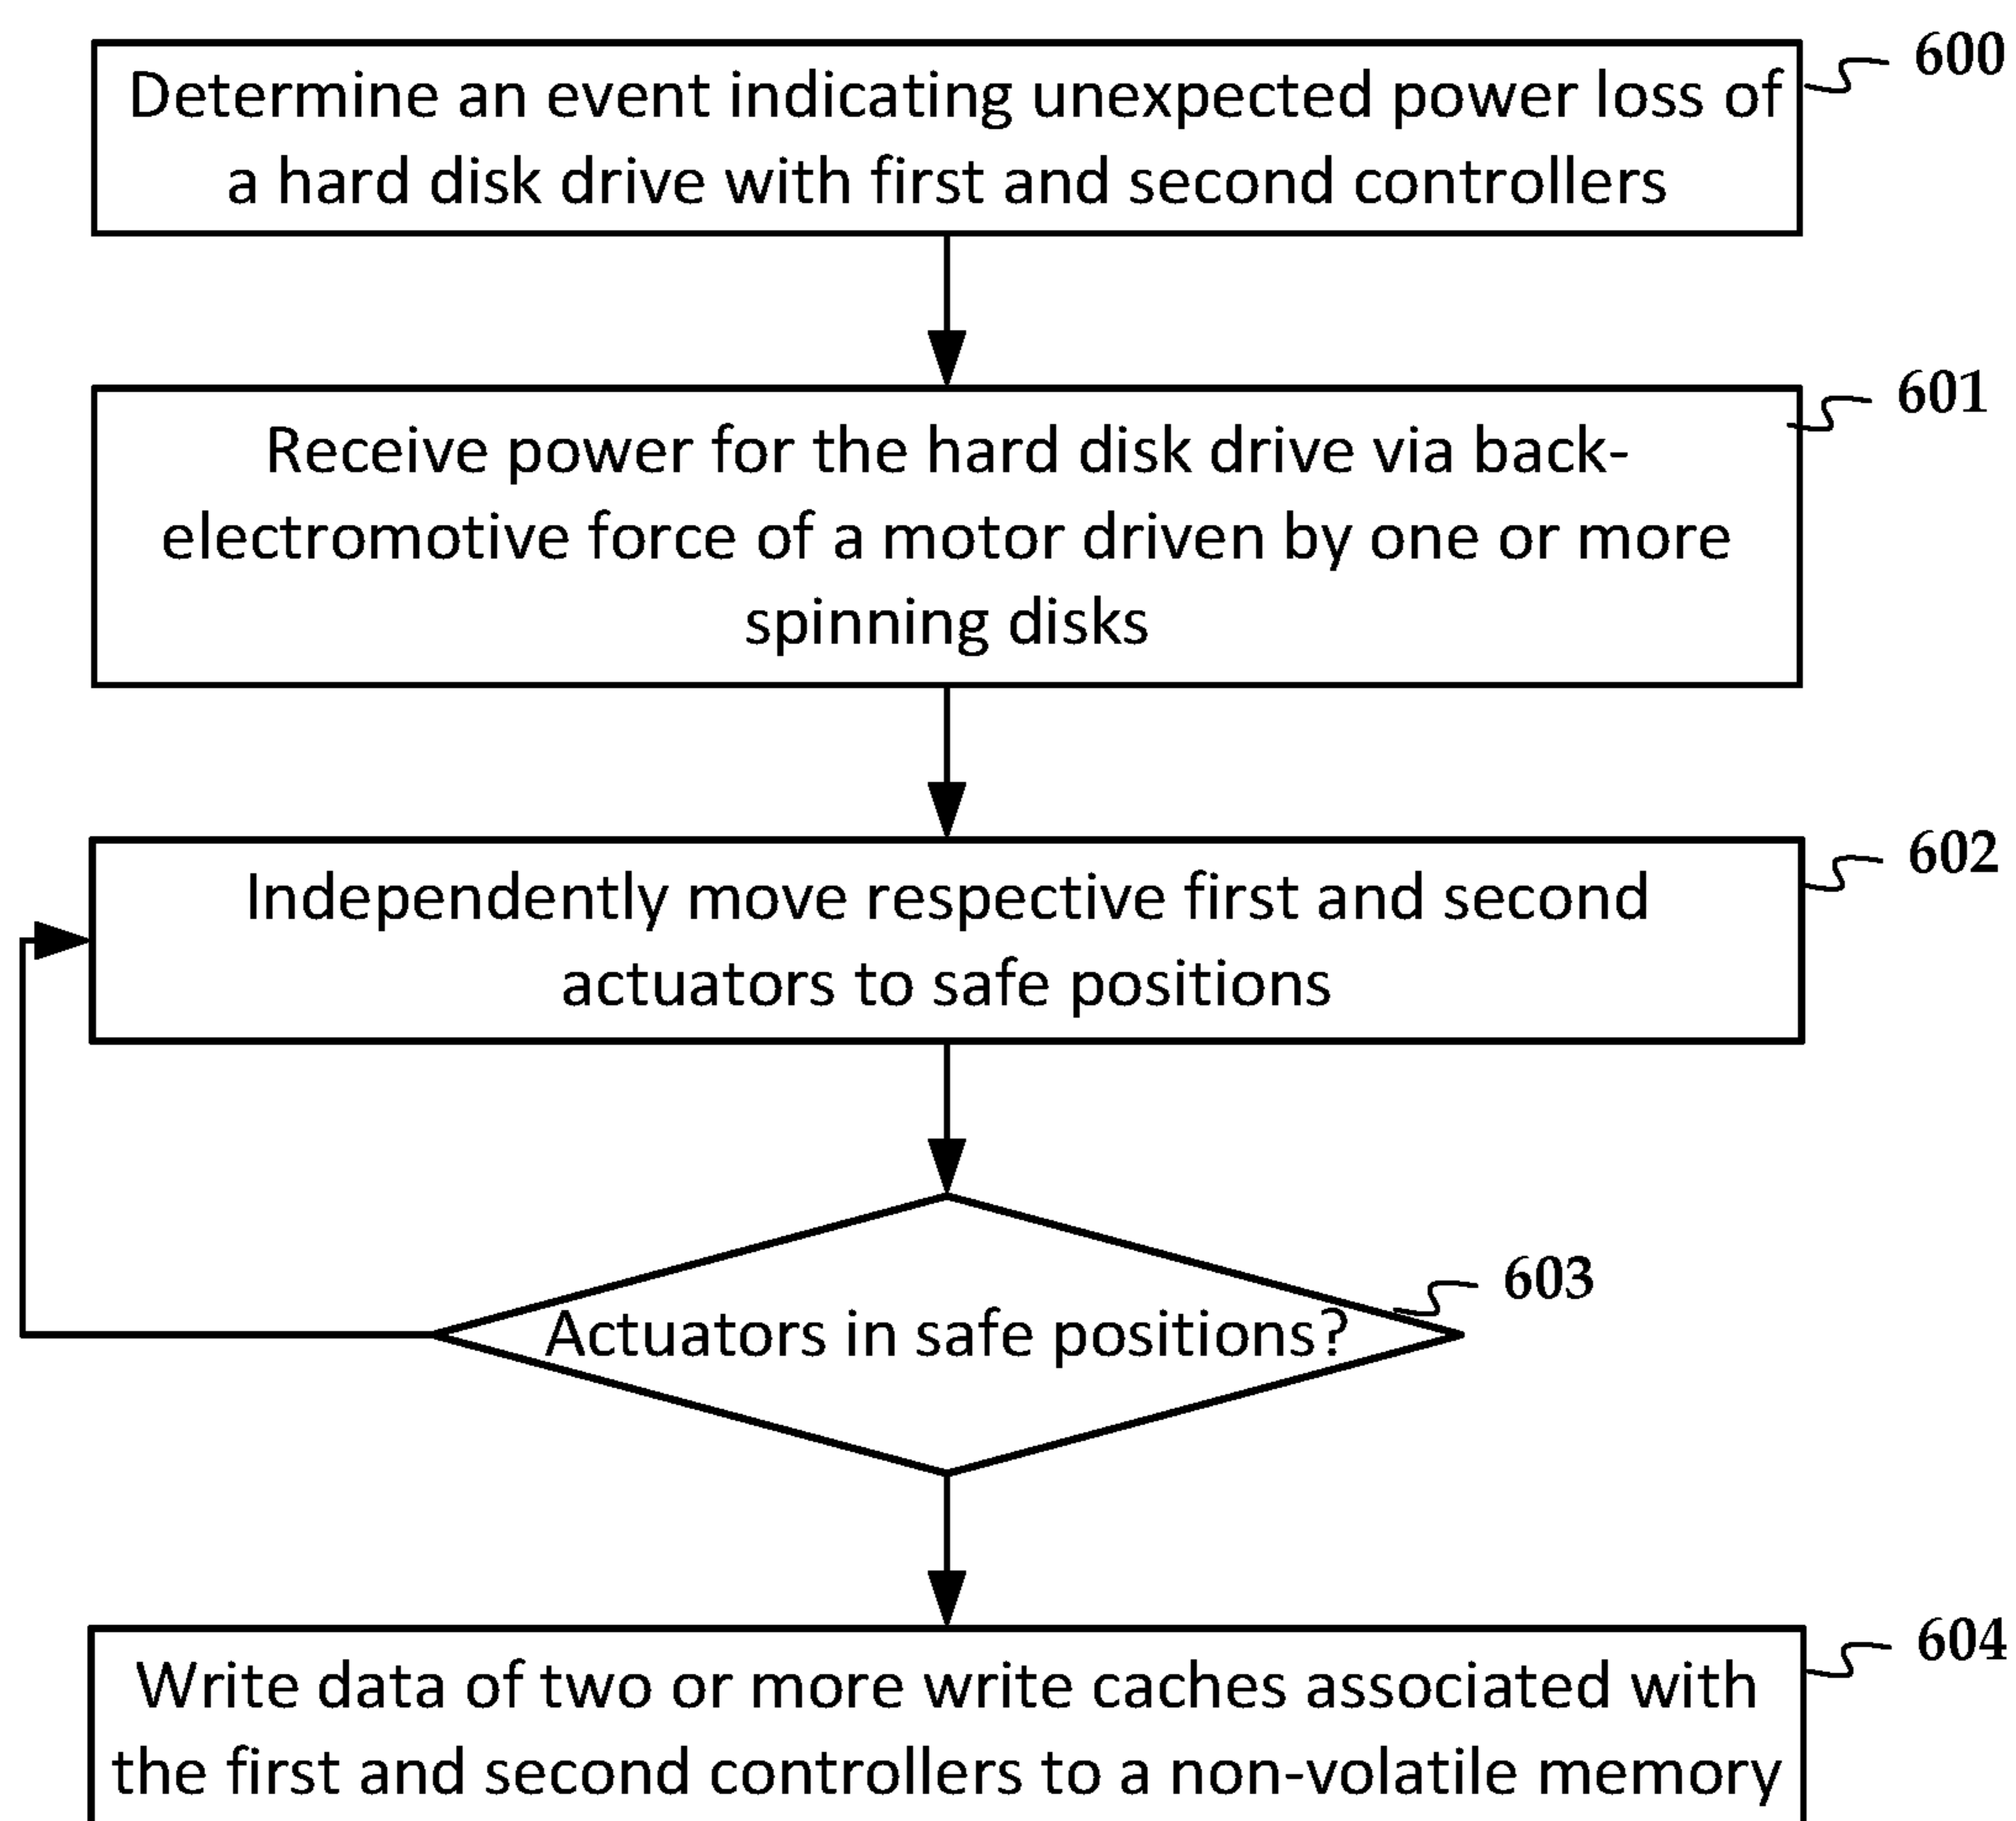 Determine an event indicating unexpected power loss of
a hard disk drive with first and second controllers
600
Receive power for the hard disk drive via back-
electromotive force of a motor driven by one or more
spinning disks
601
Independently move respective first and second
actuators to safe positions
602
Actuators in safe positions?
603
Write data of two or more write caches associated with
the first and second controllers to a non-volatile memory
604